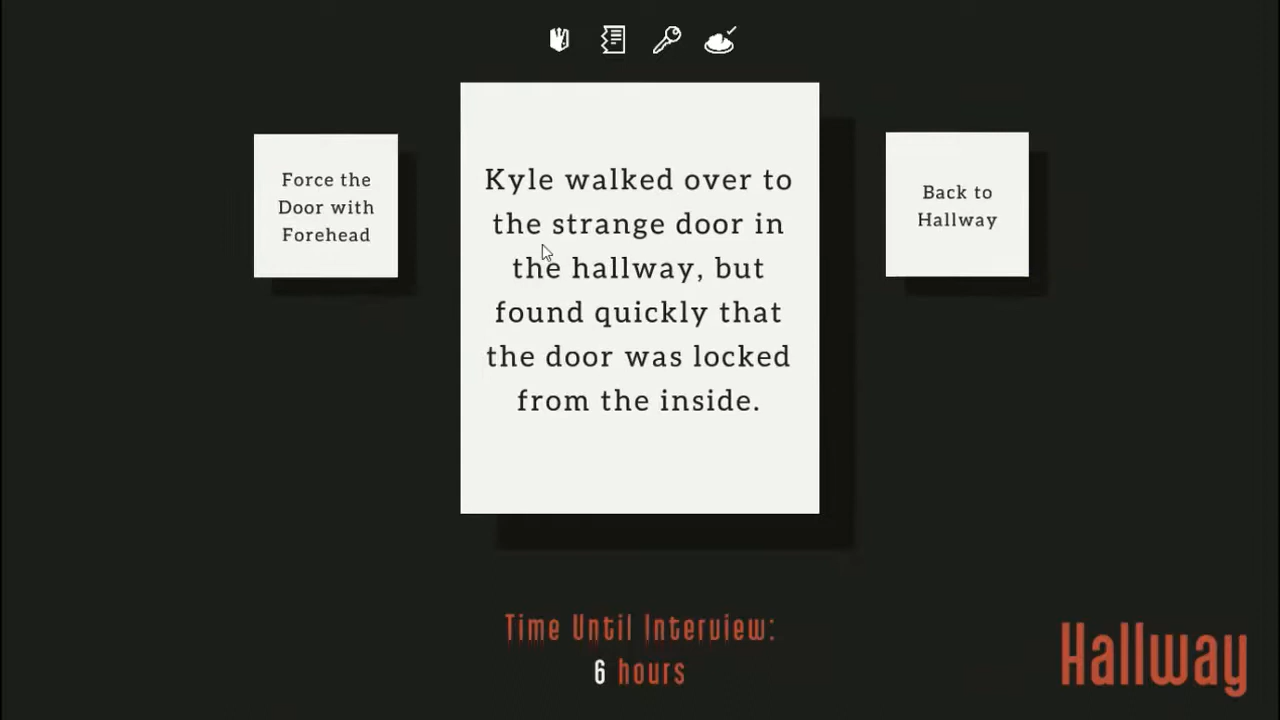 Force the
Door with
Forehead
Kyle walked over to
the strange door in
the hallway, but
found quickly that
the door was locked
from the inside.
Back to
Hallway
Time Until Interview:
6 hours
Hallway